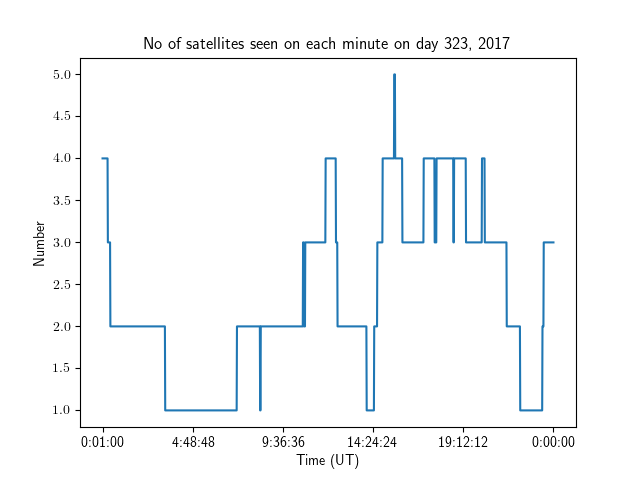 No of satellites seen on each minute on day 323, 2017
5.0
4.5
4.0
3.5
3.0
2.5
2.0
1.5
1.0
Number
0:01:00 4:48:48 9:36:36 14:24:24 19:12:12 0:00:00
Time (UT)